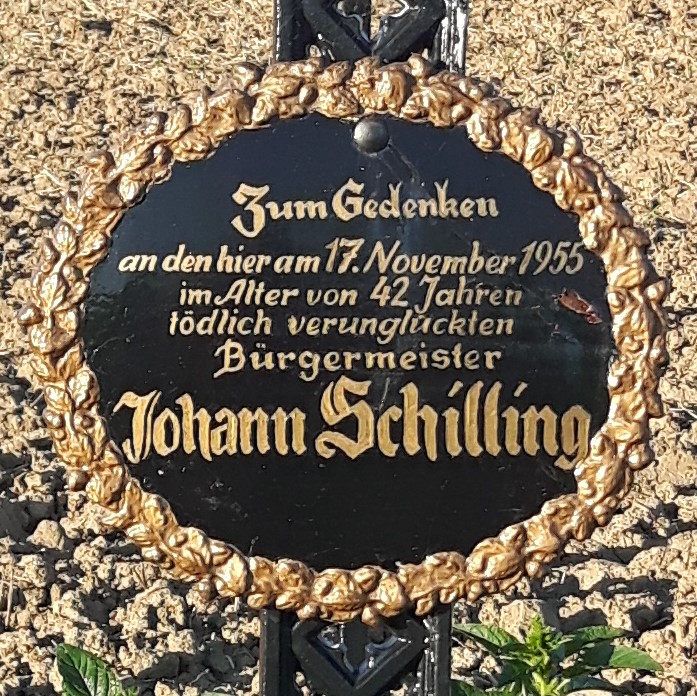 Zum Gedenken
an den hier am 17. November 1955
im Alter von 42 Jahren
tödlich verunglückten
Bürgermeister
Johann Schilling